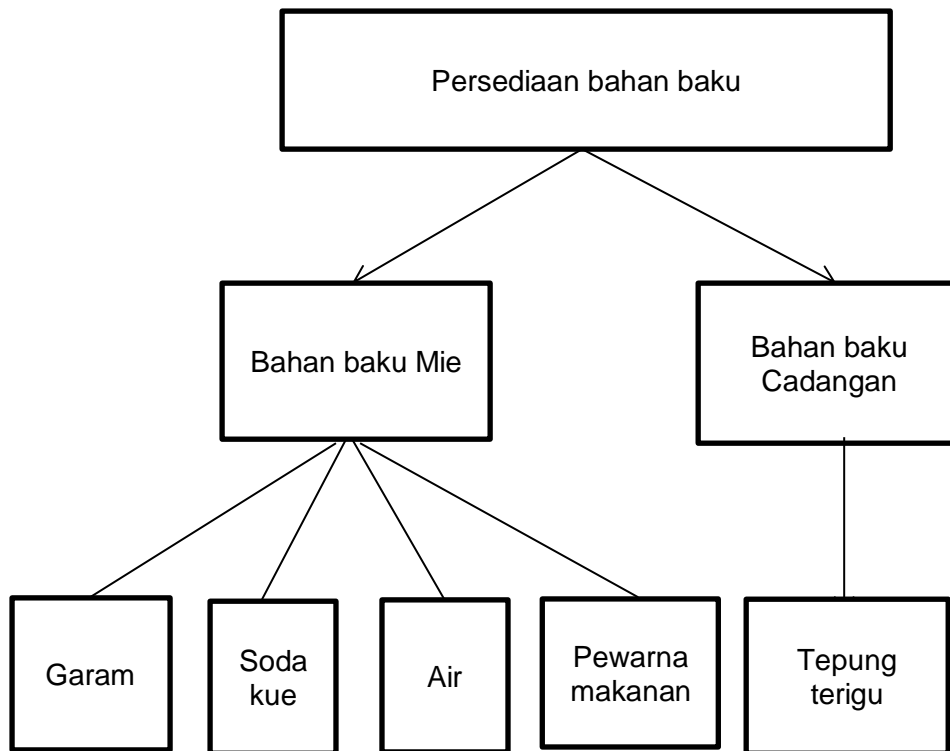 Persediaan bahan baku
Bahan baku Mie
Bahan baku
Cadangan
Garam
Soda
kue
Air
Pewarna
makanan
Tepung
terigu